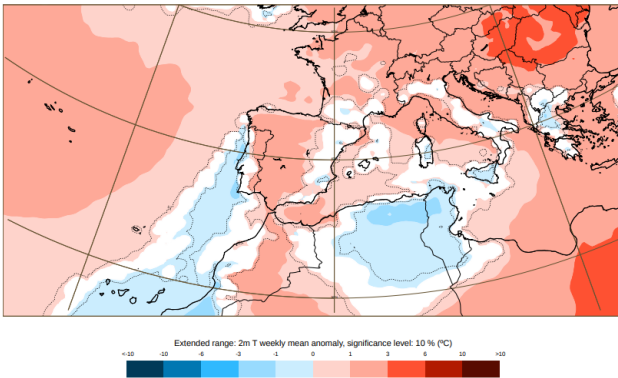 Extended range: 2m T weekly mean anomaly, significance level: 10 % (ºC)
<-10 -10 -6 -3 -1 0 1 3 6 10 >10